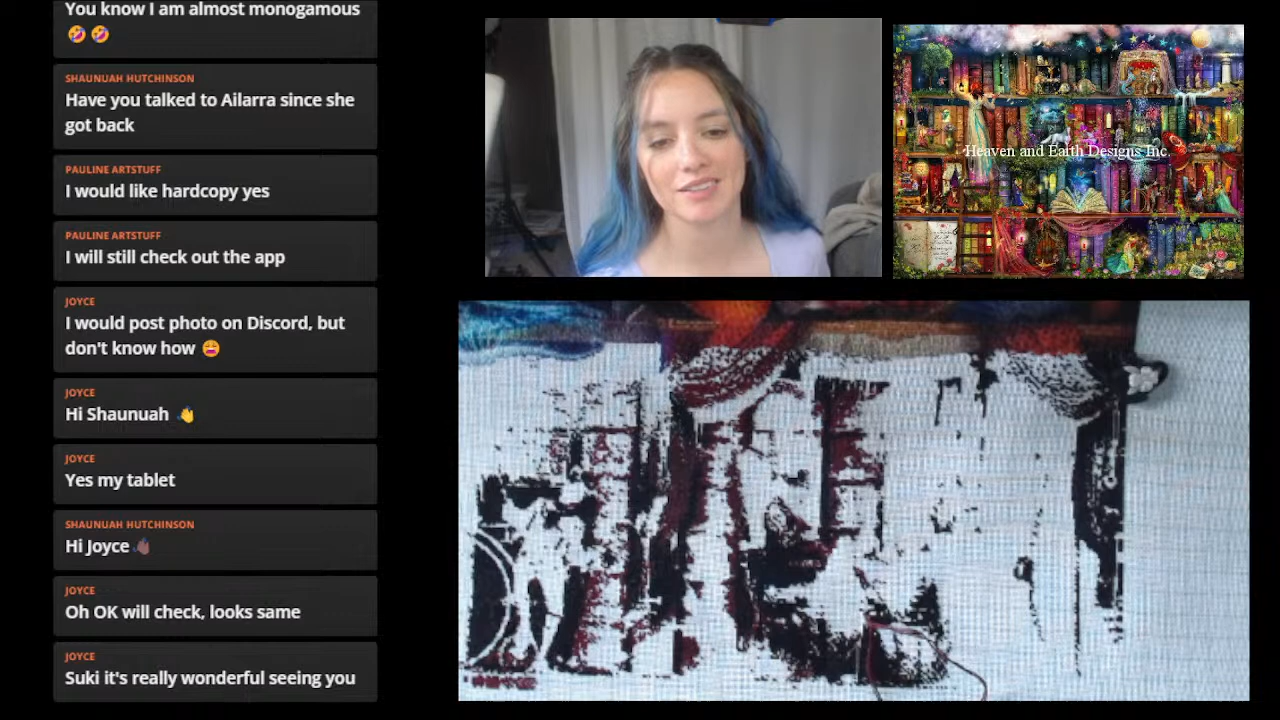 You know I am almost monogamous
🤣 🤣
SHAUNUAH HUTCHINSON
Have you talked to Ailarra since she
got back
PAULINE ARTSTUFF
I would like hardcopy yes
PAULINE ARTSTUFF
I will still check out the app
JOYCE
I would post photo on Discord, but
don't know how 😩
JOYCE
Hi Shaunuah 👋
JOYCE
Yes my tablet
SHAUNUAH HUTCHINSON
Hi Joyce 👋🏾
JOYCE
Oh OK will check, looks same
JOYCE
Suki it's really wonderful seeing you
Heaven and Earth Designs Inc.